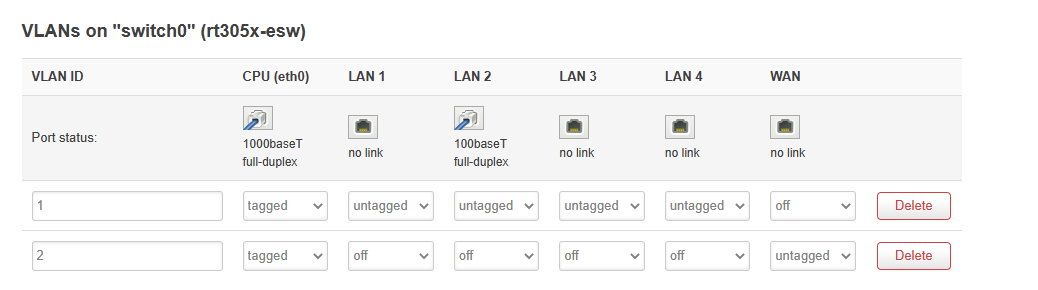 VLANs on "switch0" (rt305x-esw)
VLAN ID CPU (eth0) LAN 1 LAN 2 LAN 3 LAN 4 WAN
Port status: 1000baseT full-duplex no link 100baseT full-duplex no link no link no link
1 tagged untagged untagged untagged untagged off Delete
2 tagged off off off off untagged Delete